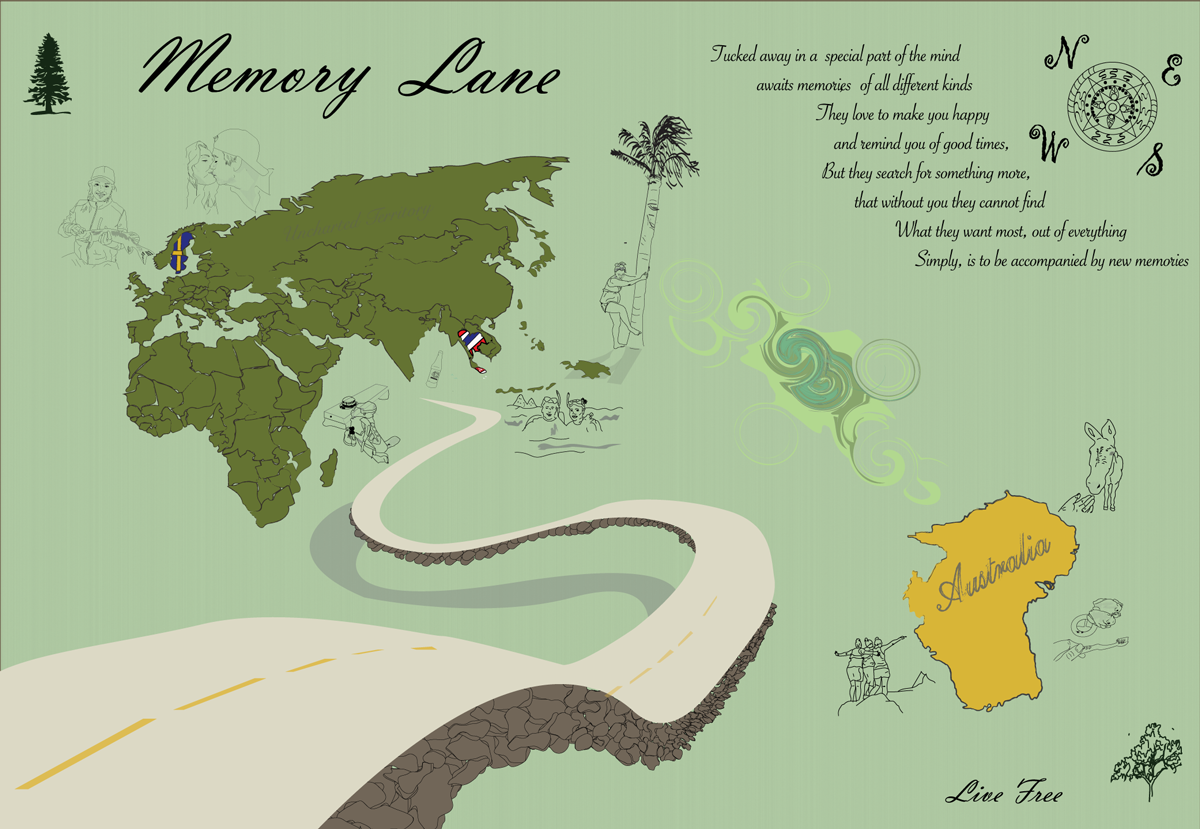 Memory Lane
Tucked away in a special part of the mind
awaits memories of all different kinds
They love to make you happy
and remind you of good times,
But they search for something more,
that without you they cannot find
What they want most, out of everything
Simply, is to be accompanied by new memories
N
E
W
S
Australia
Live Free